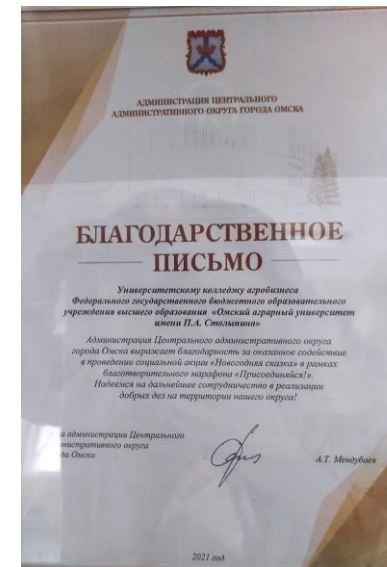 АДМИНИСТРАЦИЯ ЦЕНТРАЛЬНОГО
АДМИНИСТРАТИВНОГО ОКРУГА ГОРОДА ОМСКА
БЛАГОДАРСТВЕННОЕ
ПИСЬМО
Университетскому колледжу агробизнеса
Федерального государственного бюджетного образовательного
учреждения высшего образования «Омский аграрный университет
имени П.А. Столыпина»
Администрация Центрального административного округа
города Омска выражает благодарность за оказанное содействие
в проведении социальной акции «Новогодняя сказка» в рамках
благотворительного марафона «Присоединяйся!».
Надеемся на дальнейшее сотрудничество в реализации
добрых дел на территории нашего округа!
администрации Центрального
округа
Омска
А.Т. Мендубаев
2021 год